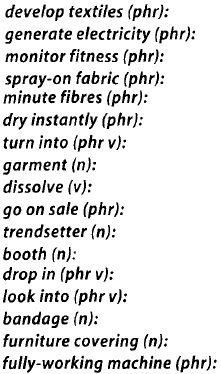 develop textiles (phr):
generate electricity (phr):
monitor fitness (phr):
spray-on fabric (phr):
minute fibres (phr):
dry instantly (phr):
turn into (phr v):
garment (n):
dissolve (v):
go on sale (phr):
trendsetter (n):
booth (n):
drop in (phr v):
look into (phr v):
bandage (n):
furniture covering (n):
fully-working machine (phr):